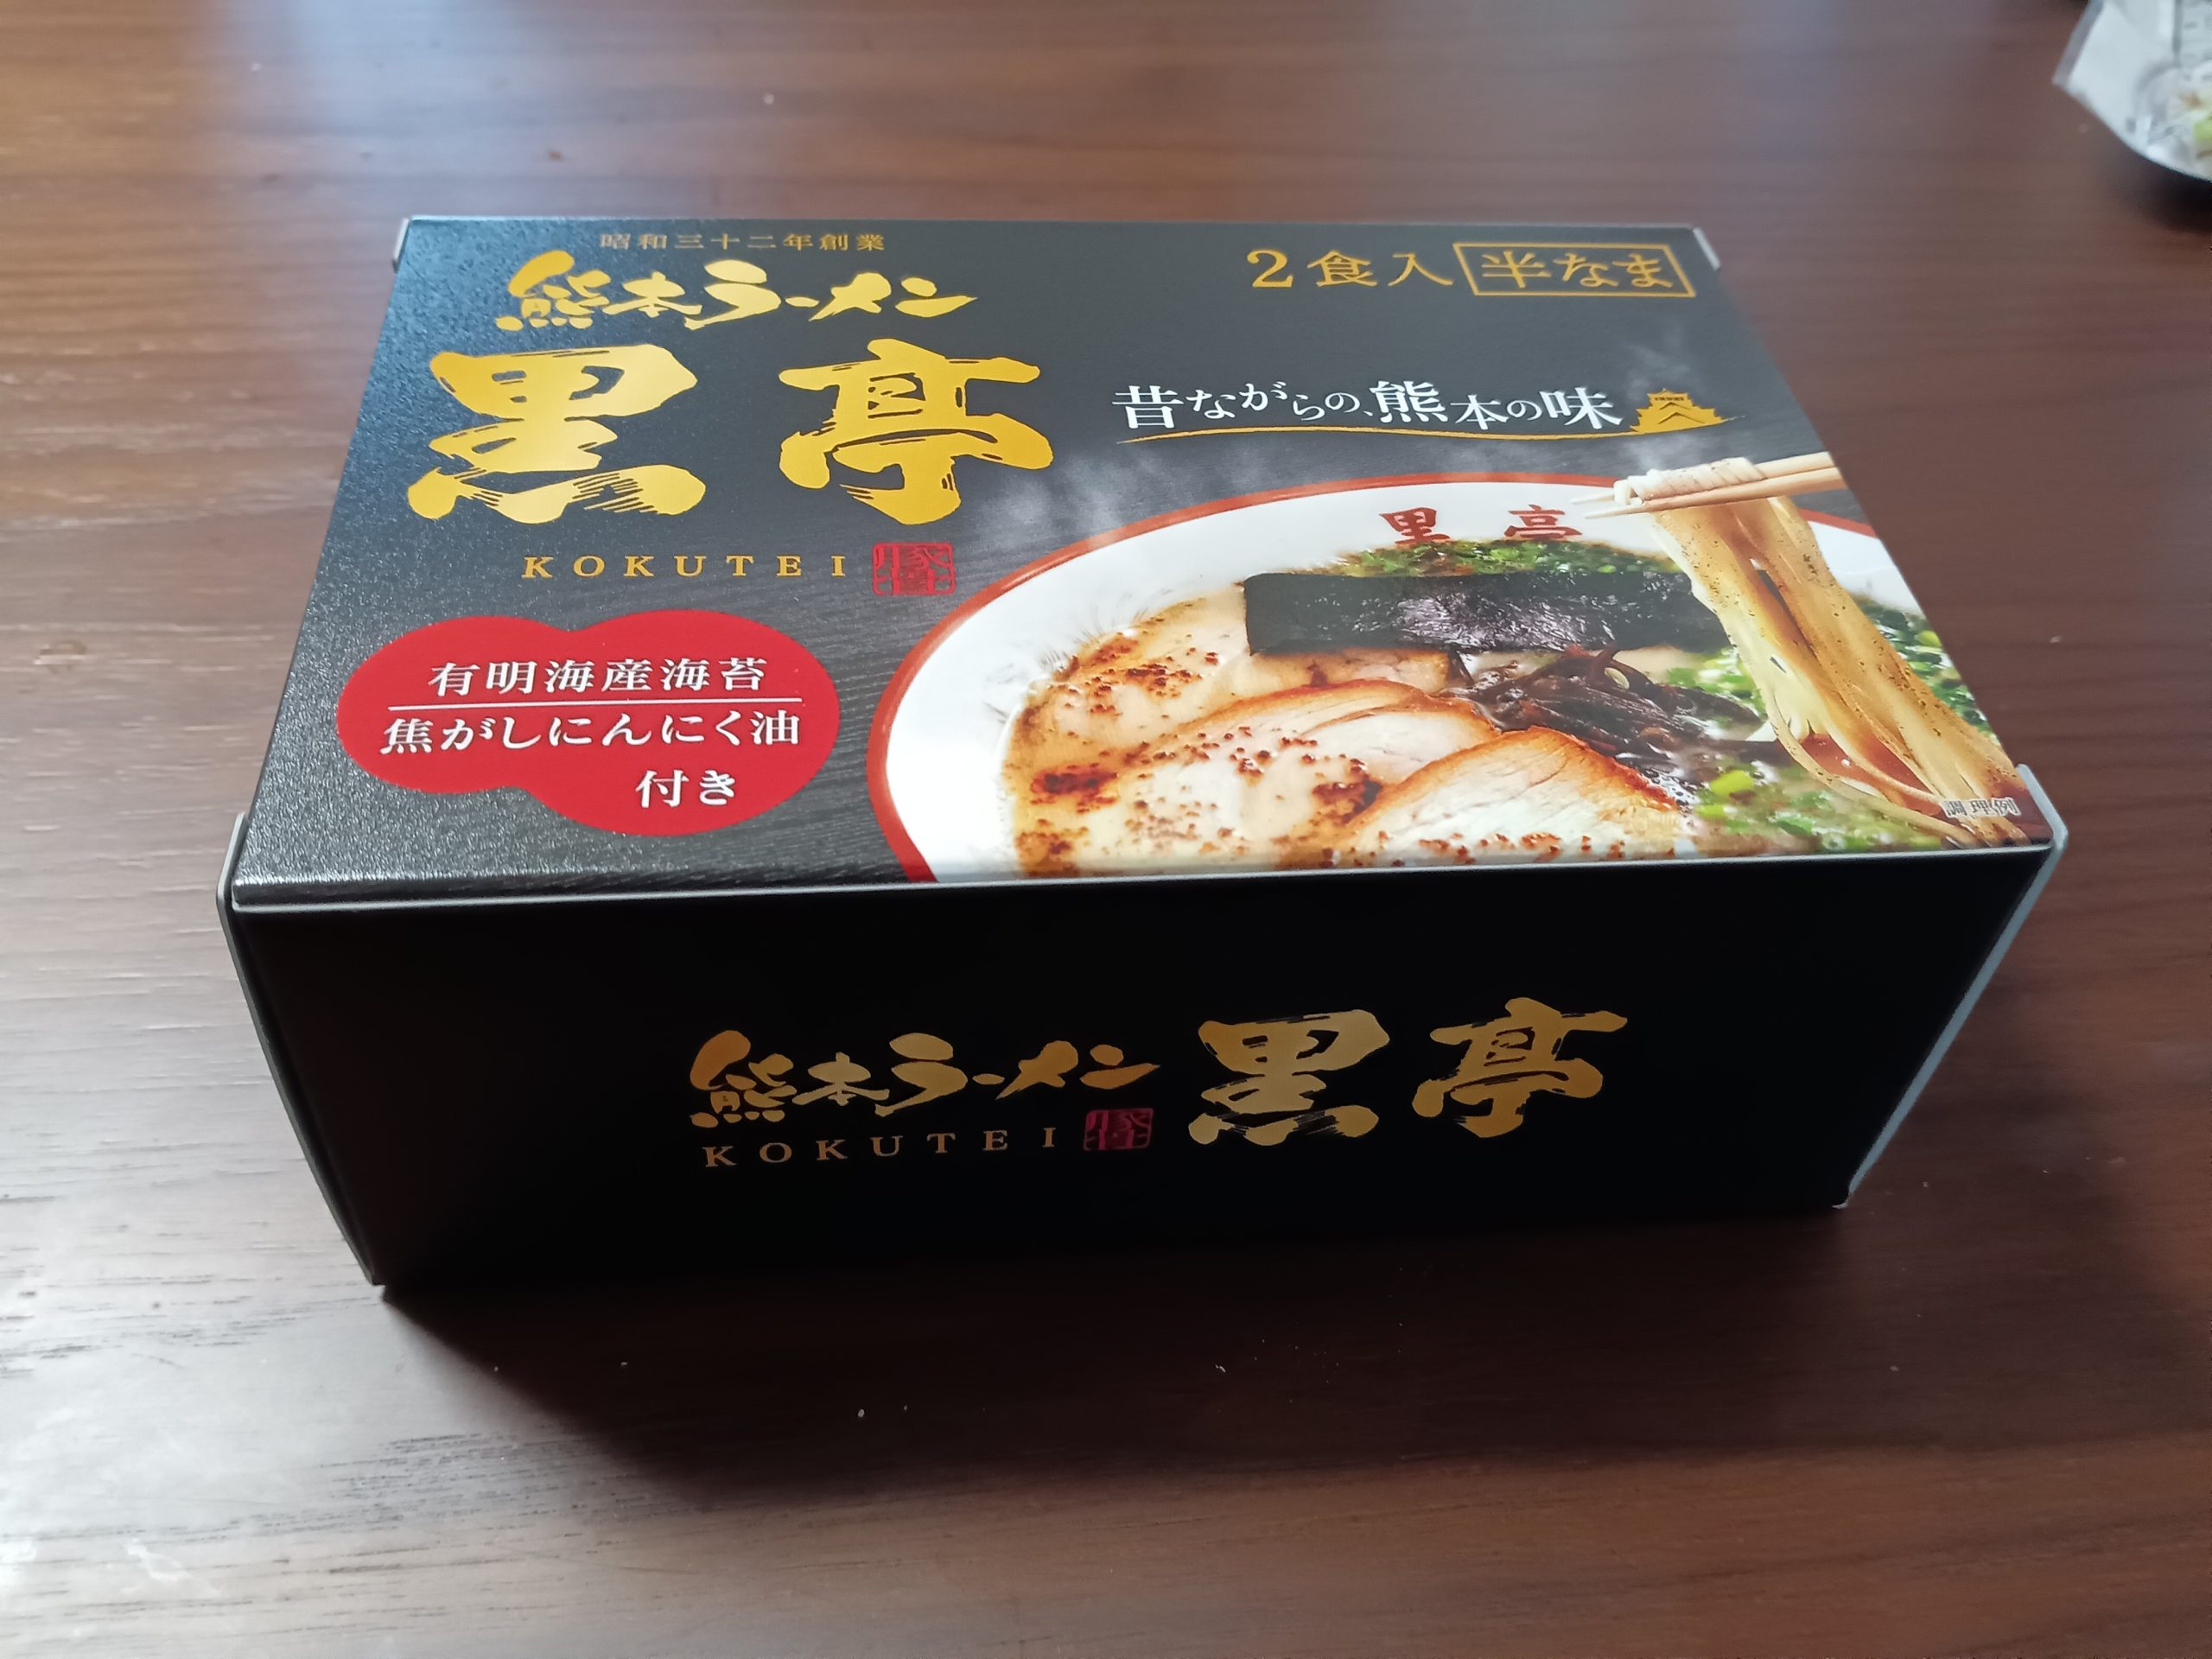 昭和三十二年創業
熊本ラーメン
黒亭
KOKUTEI
2食入 半なま
昔ながらの、熊本の味
黒亭
有明海産海苔
焦がしにんにく油
付き
調理例
熊本ラーメン 黒亭
KOKUTEI